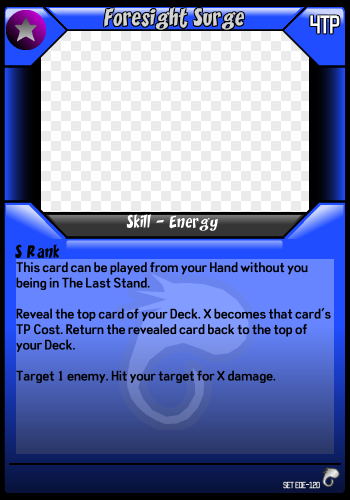 Foresight Surge
4TP
Skill - Energy
S Rank
This card can be played from your Hand without you
being in The Last Stand.
Reveal the top card of your Deck. X becomes that card's
TP Cost. Return the revealed card back to the top of
your Deck.
Target 1 enemy. Hit your target for X damage.
SET EDE-120